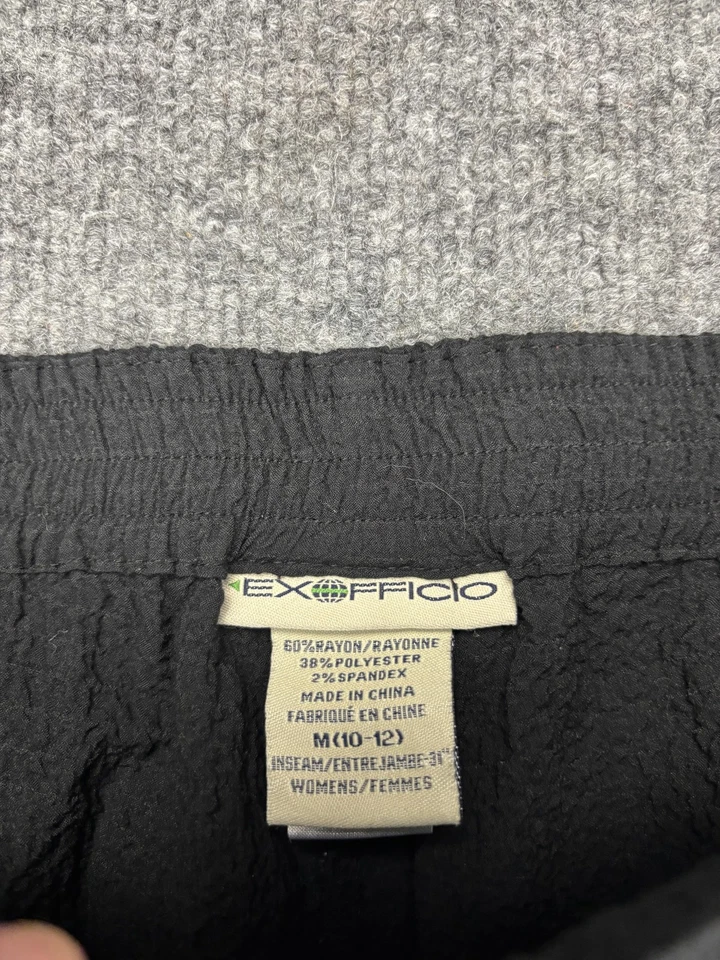 EXOFFICIO
60%RAYON/RAYONNE
38%POLYESTER
2%SPANDEX
MADE IN CHINA
FABRIQUÉ EN CHINE
M(10-12)
INSEAM/ENTREJAMBE-31"
WOMENS/FEMMES